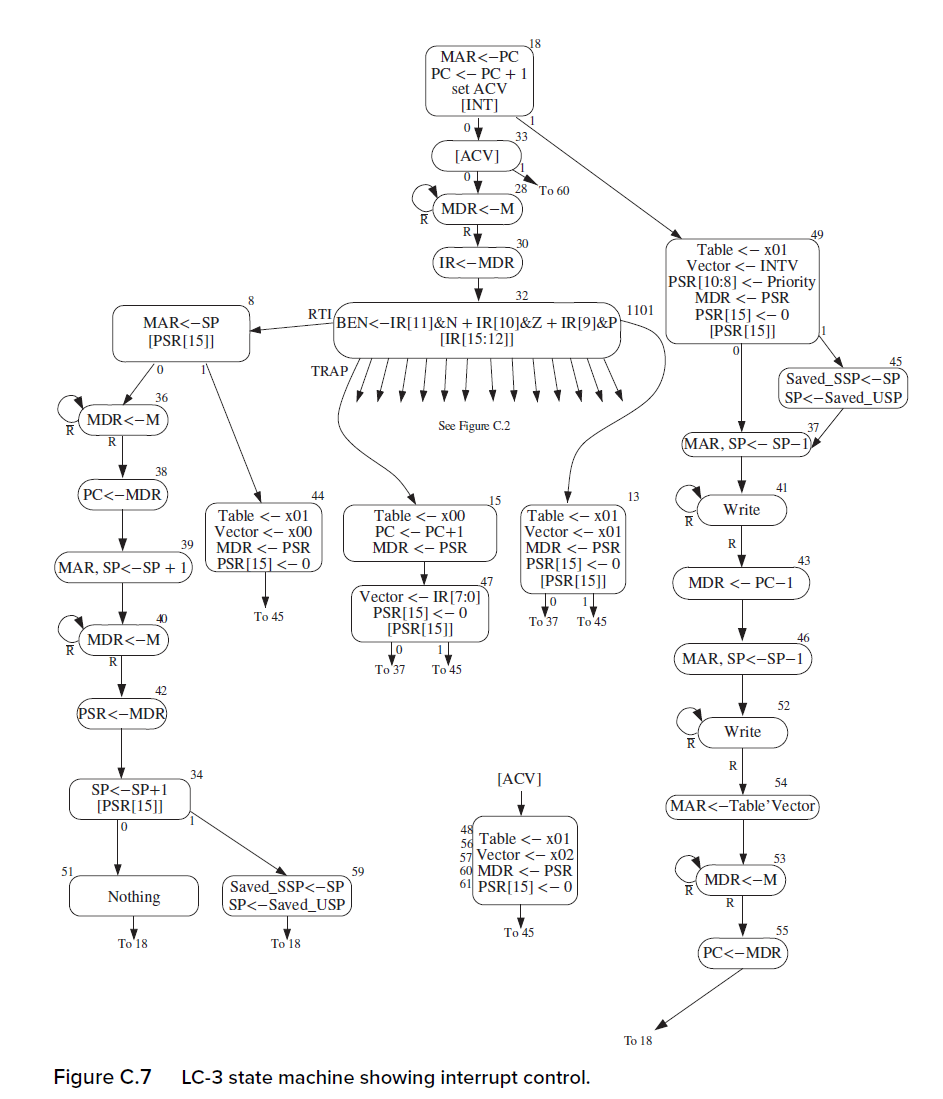 18
MAR<–PC
PC <– PC + 1
set ACV
[INT]
0
1
33
[ACV]
0
1
To 60
28
MDR<–M
R̅
R
30
IR<–MDR
32
RTI
BEN<–IR[11]&N + IR[10]&Z + IR[9]&P
[IR[15:12]]
1101
TRAP
See Figure C.2
8
MAR<–SP
[PSR[15]]
0
1
36
MDR<–M
R̅
R
38
PC<–MDR
39
MAR, SP<–SP + 1
40
MDR<–M
R̅
R
42
PSR<–MDR
34
SP<–SP+1
[PSR[15]]
0
1
51
Nothing
To 18
59
Saved_SSP<–SP
SP<–Saved_USP
To 18
44
Table <– x01
Vector <– x00
MDR <– PSR
PSR[15] <– 0
To 45
15
Table <– x00
PC <– PC+1
MDR <– PSR
47
Vector <– IR[7:0]
PSR[15] <– 0
[PSR[15]]
0
1
To 37
To 45
13
Table <– x01
Vector <– x01
MDR <– PSR
PSR[15] <– 0
[PSR[15]]
0
1
To 37
To 45
[ACV]
48
56
57
60
61
Table <– x01
Vector <– x02
MDR <– PSR
PSR[15] <– 0
To 45
49
Table <– x01
Vector <– INTV
PSR[10:8] <– Priority
MDR <– PSR
PSR[15] <– 0
[PSR[15]]
0
1
45
Saved_SSP<–SP
SP<–Saved_USP
37
MAR, SP<– SP–1
41
Write
R̅
R
43
MDR <– PC–1
46
MAR, SP<–SP–1
52
Write
R̅
R
54
MAR<–Table’Vector
53
MDR<–M
R̅
R
55
PC<–MDR
To 18
Figure C.7 LC-3 state machine showing interrupt control.